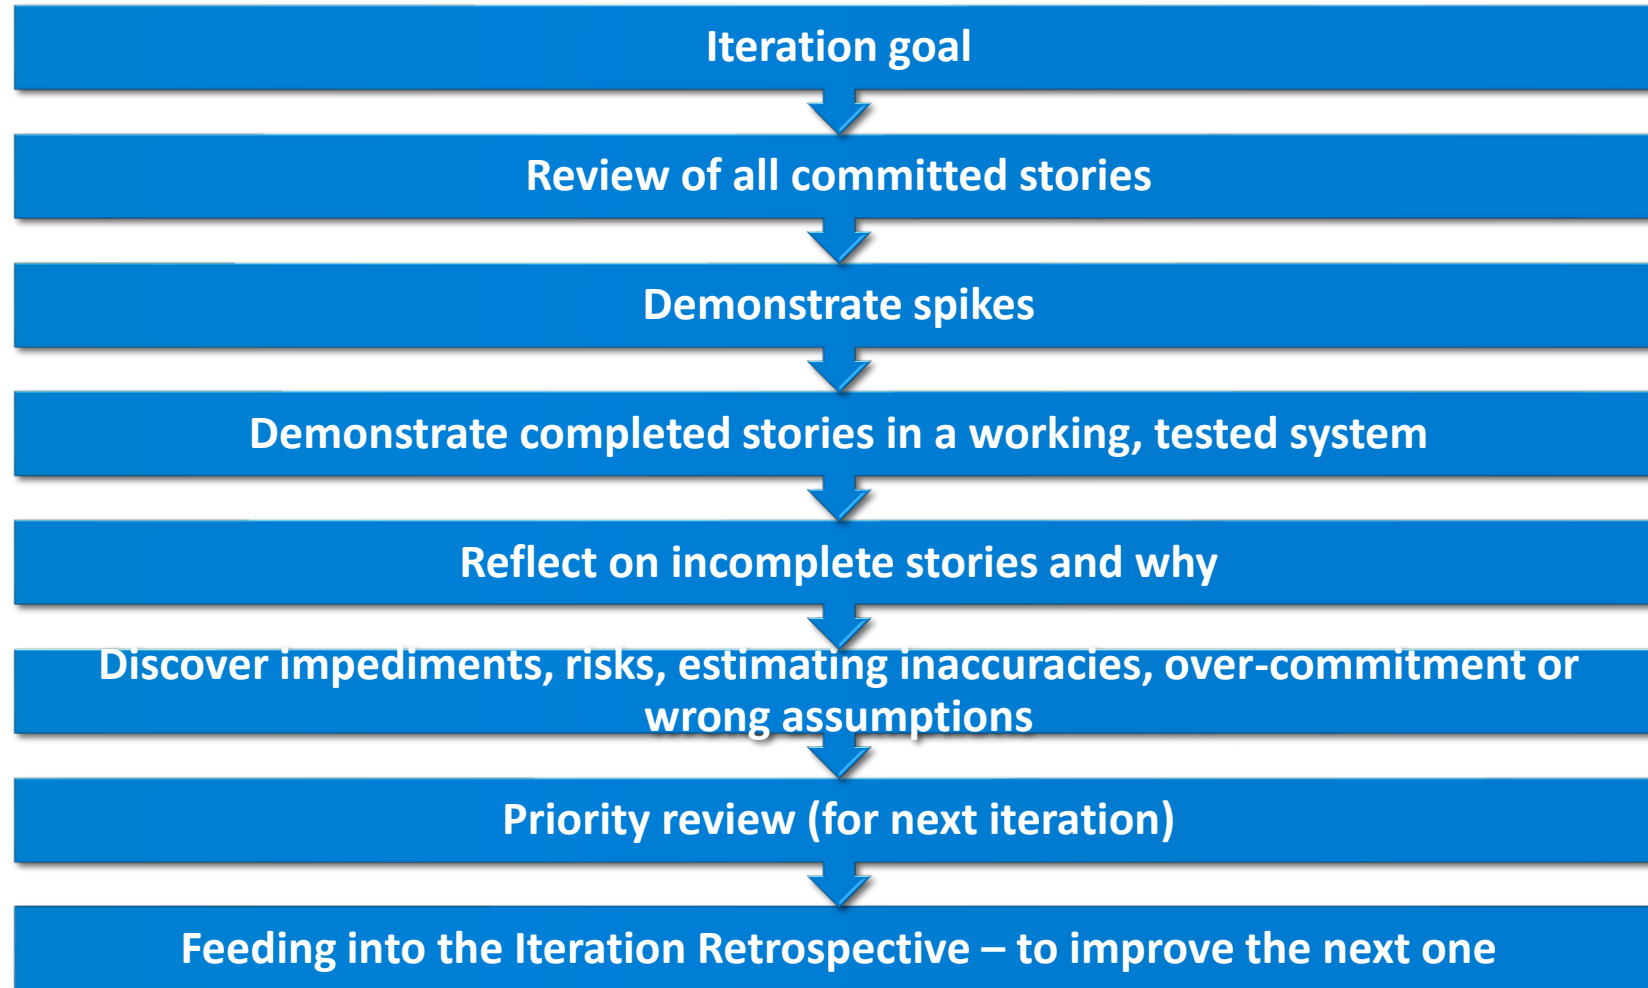 Iteration goal
Review of all committed stories
Demonstrate spikes
Demonstrate completed stories in a working, tested system
Reflect on incomplete stories and why
Discover impediments, risks, estimating inaccuracies, over-commitment or
wrong assumptions
Priority review (for next iteration)
Feeding into the Iteration Retrospective – to improve the next one